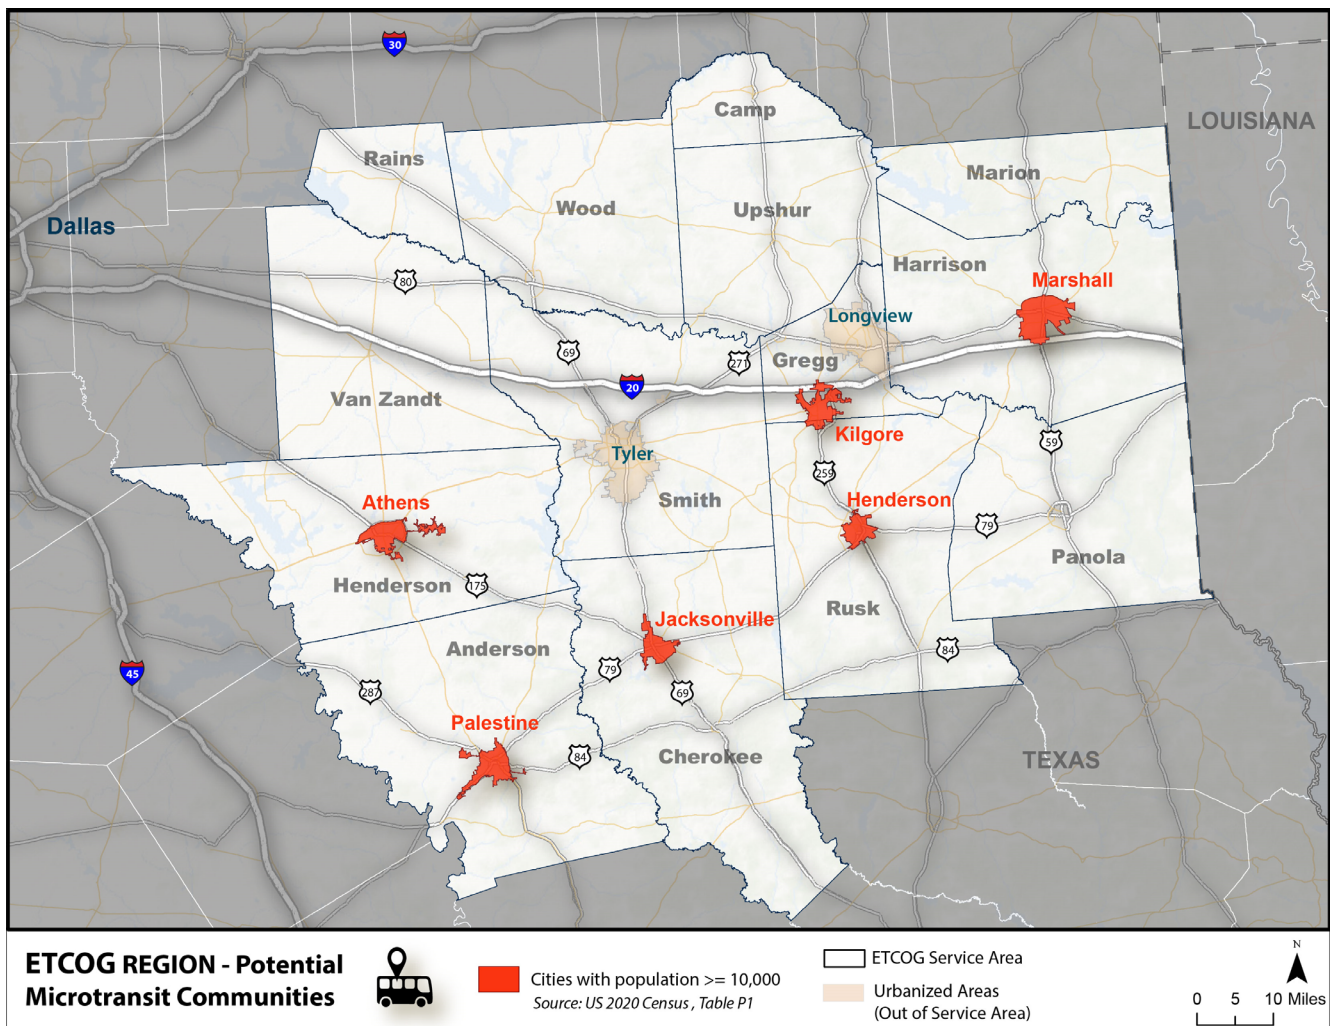 30
Camp
LOUISIANA
Rains
Marion
Wood
Upshur
Dallas
Harrison
80
Marshall
Longview
69
271
Gregg
20
Van Zandt
Kilgore
59
Tyler
259
Athens
Smith
Henderson
79
Panola
Henderson
175
Rusk
Jacksonville
Anderson
84
79
45
287
69
Palestine
84
Cherokee
TEXAS
ETCOG REGION - Potential
Microtransit Communities
Cities with population >= 10,000
Source: US 2020 Census , Table P1
ETCOG Service Area
Urbanized Areas
(Out of Service Area)
N
0 5 10 Miles